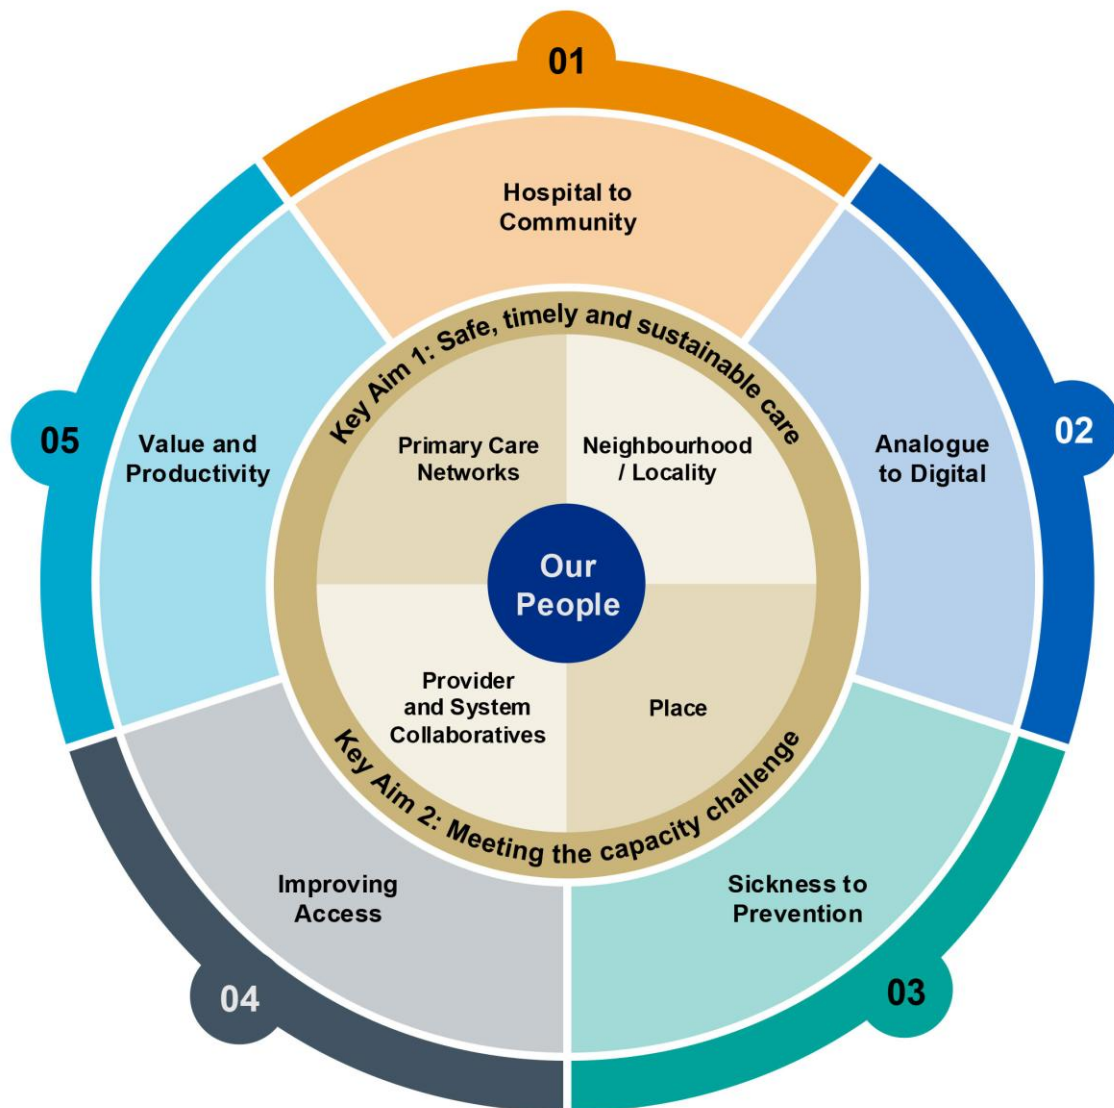 01
Hospital to
Community
02
Analogue
to Digital
03
Sickness to
Prevention
04
Improving
Access
05
Value and
Productivity
Key Aim 1: Safe, timely and sustainable care
Key Aim 2: Meeting the capacity challenge
Primary Care
Networks
Neighbourhood
/ Locality
Provider
and System
Collaboratives
Place
Our
People